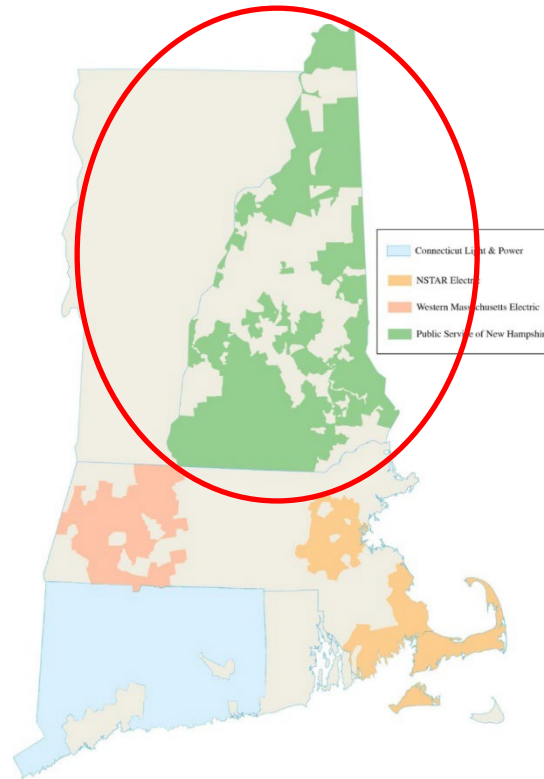 Connecticut Light & Power
NSTAR Electric
Western Massachusetts Electric
Public Service of New Hampshire